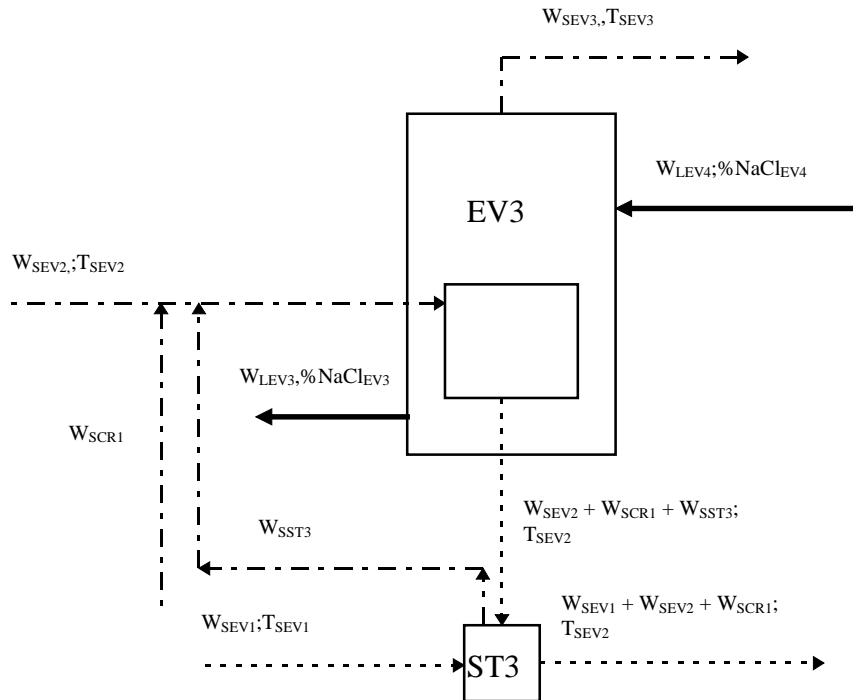 W_SEV3,,T_SEV3
W_LEV4;%NaCl_EV4
EV3
W_SEV2,;T_SEV2
W_LEV3,%NaCl_EV3
W_SCR1
W_SEV2 + W_SCR1 + W_SST3;
T_SEV2
W_SST3
W_SEV1 + W_SEV2 + W_SCR1;
T_SEV2
W_SEV1;T_SEV1
ST3